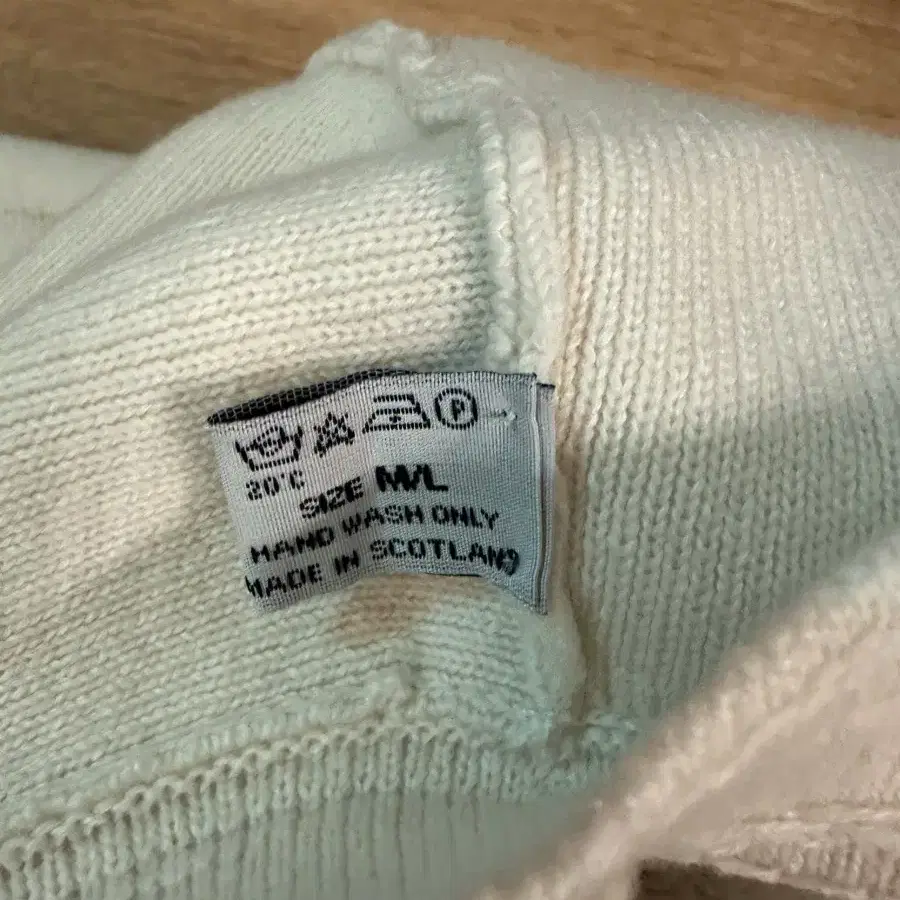 P
20°C
SIZE M/L
HAND WASH ONLY
MADE IN SCOTLAND